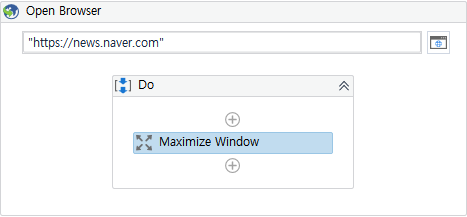 Open Browser
"https://news.naver.com"
Do
Maximize Window